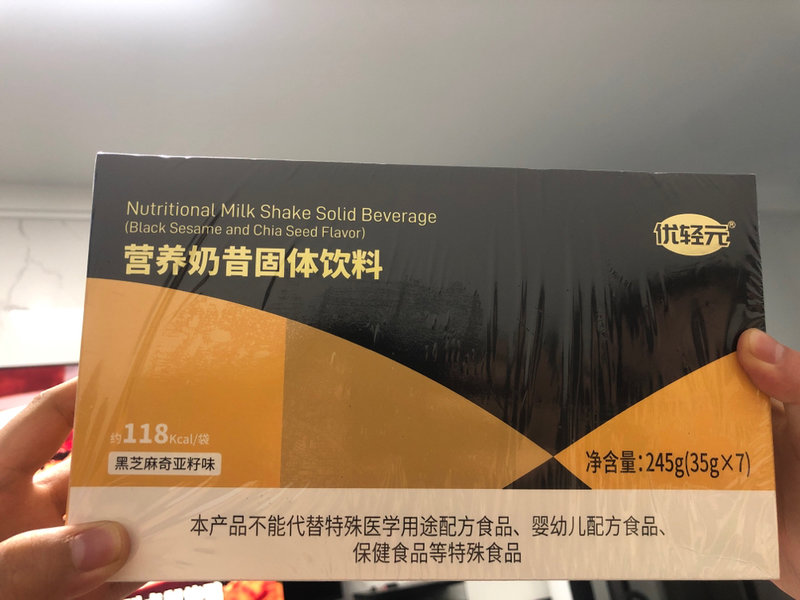 Nutritional Milk Shake Solid Beverage
(Black Sesame and Chia Seed Flavor)
营养奶昔固体饮料
优轻元®
约118Kcal/袋
黑芝麻奇亚籽味
净含量:245g(35g×7)
本产品不能代替特殊医学用途配方食品、婴幼儿配方食品、
保健食品等特殊食品